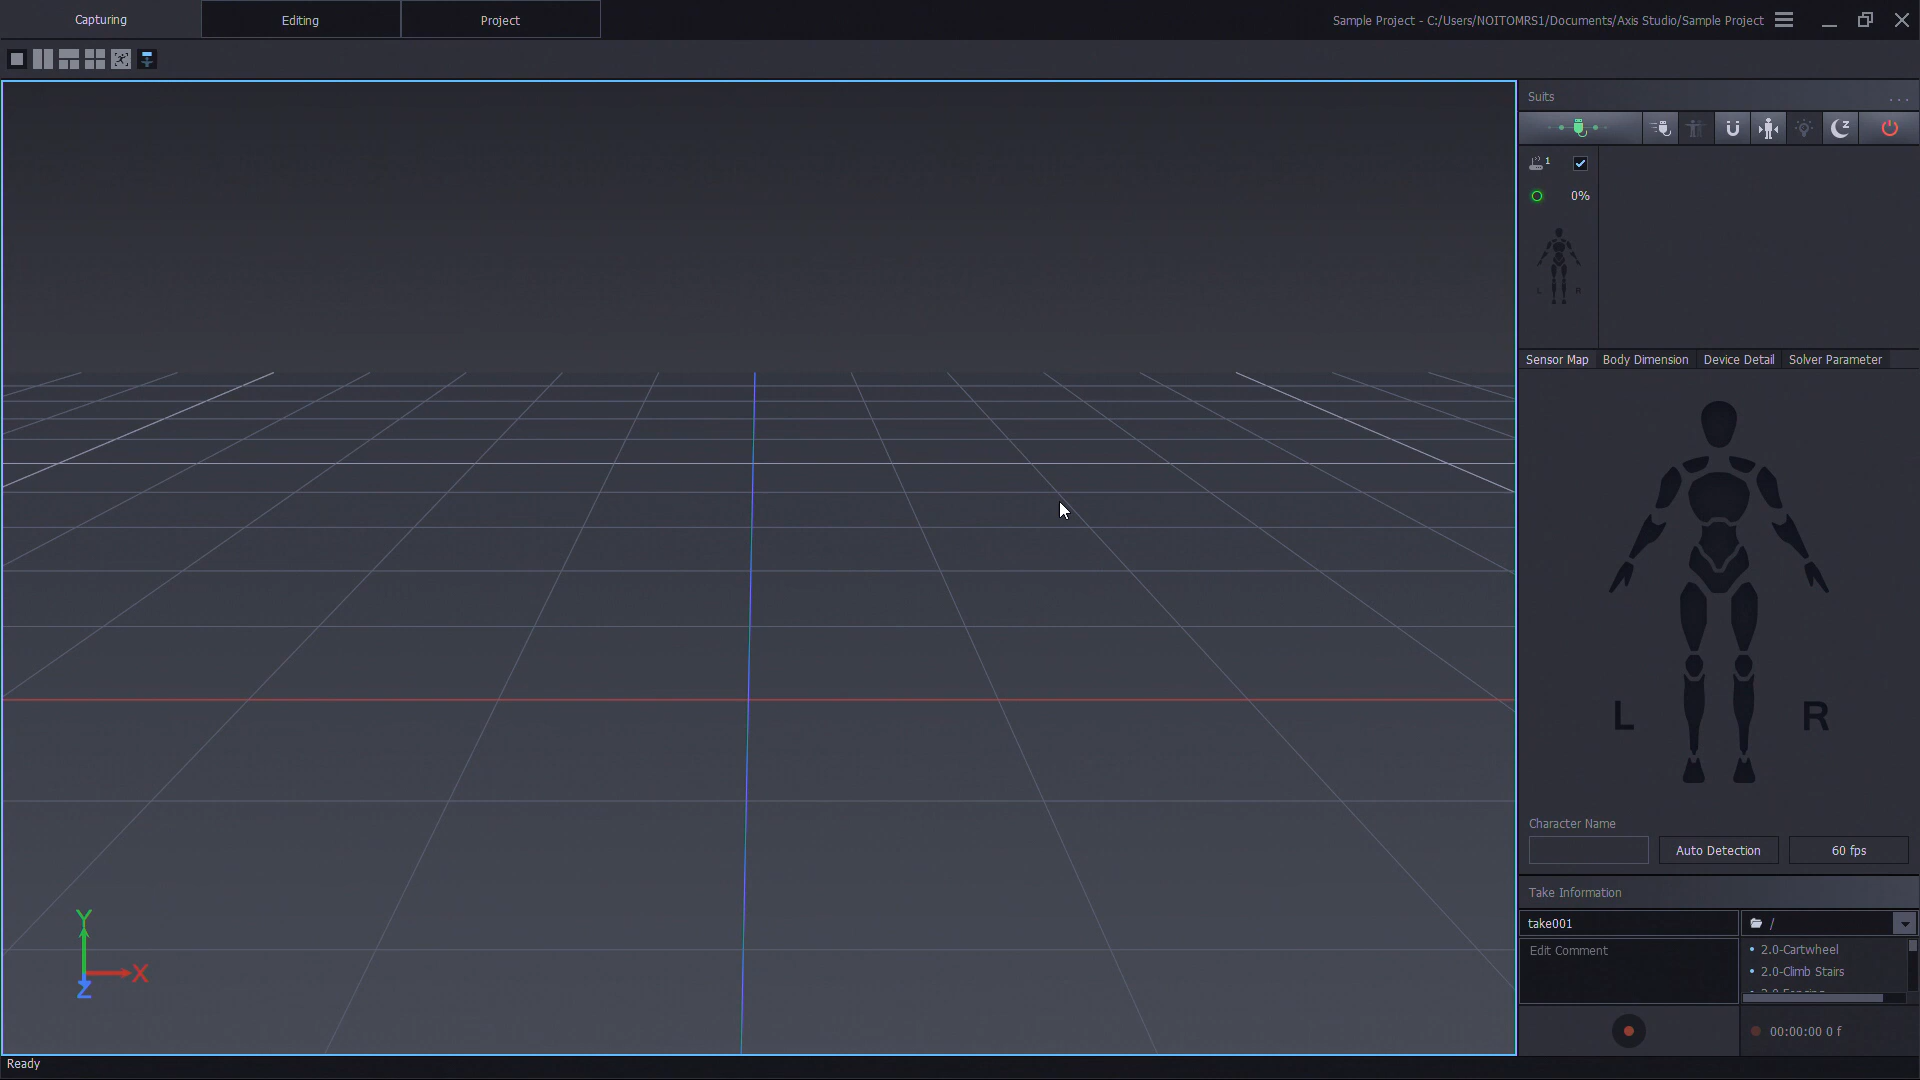 Capturing
Editing
Project
Sample Project - C:/Users/NOITOMRS1/Documents/Axis Studio/Sample Project
Suits
...
1
0%
L R
Sensor Map
Body Dimension
Device Detail
Solver Parameter
L
R
Character Name
Auto Detection
60 fps
Take Information
take001
/
Edit Comment
2.0-Cartwheel
2.0-Climb Stairs
00:00:00 0 f
Y
X
Z
Ready